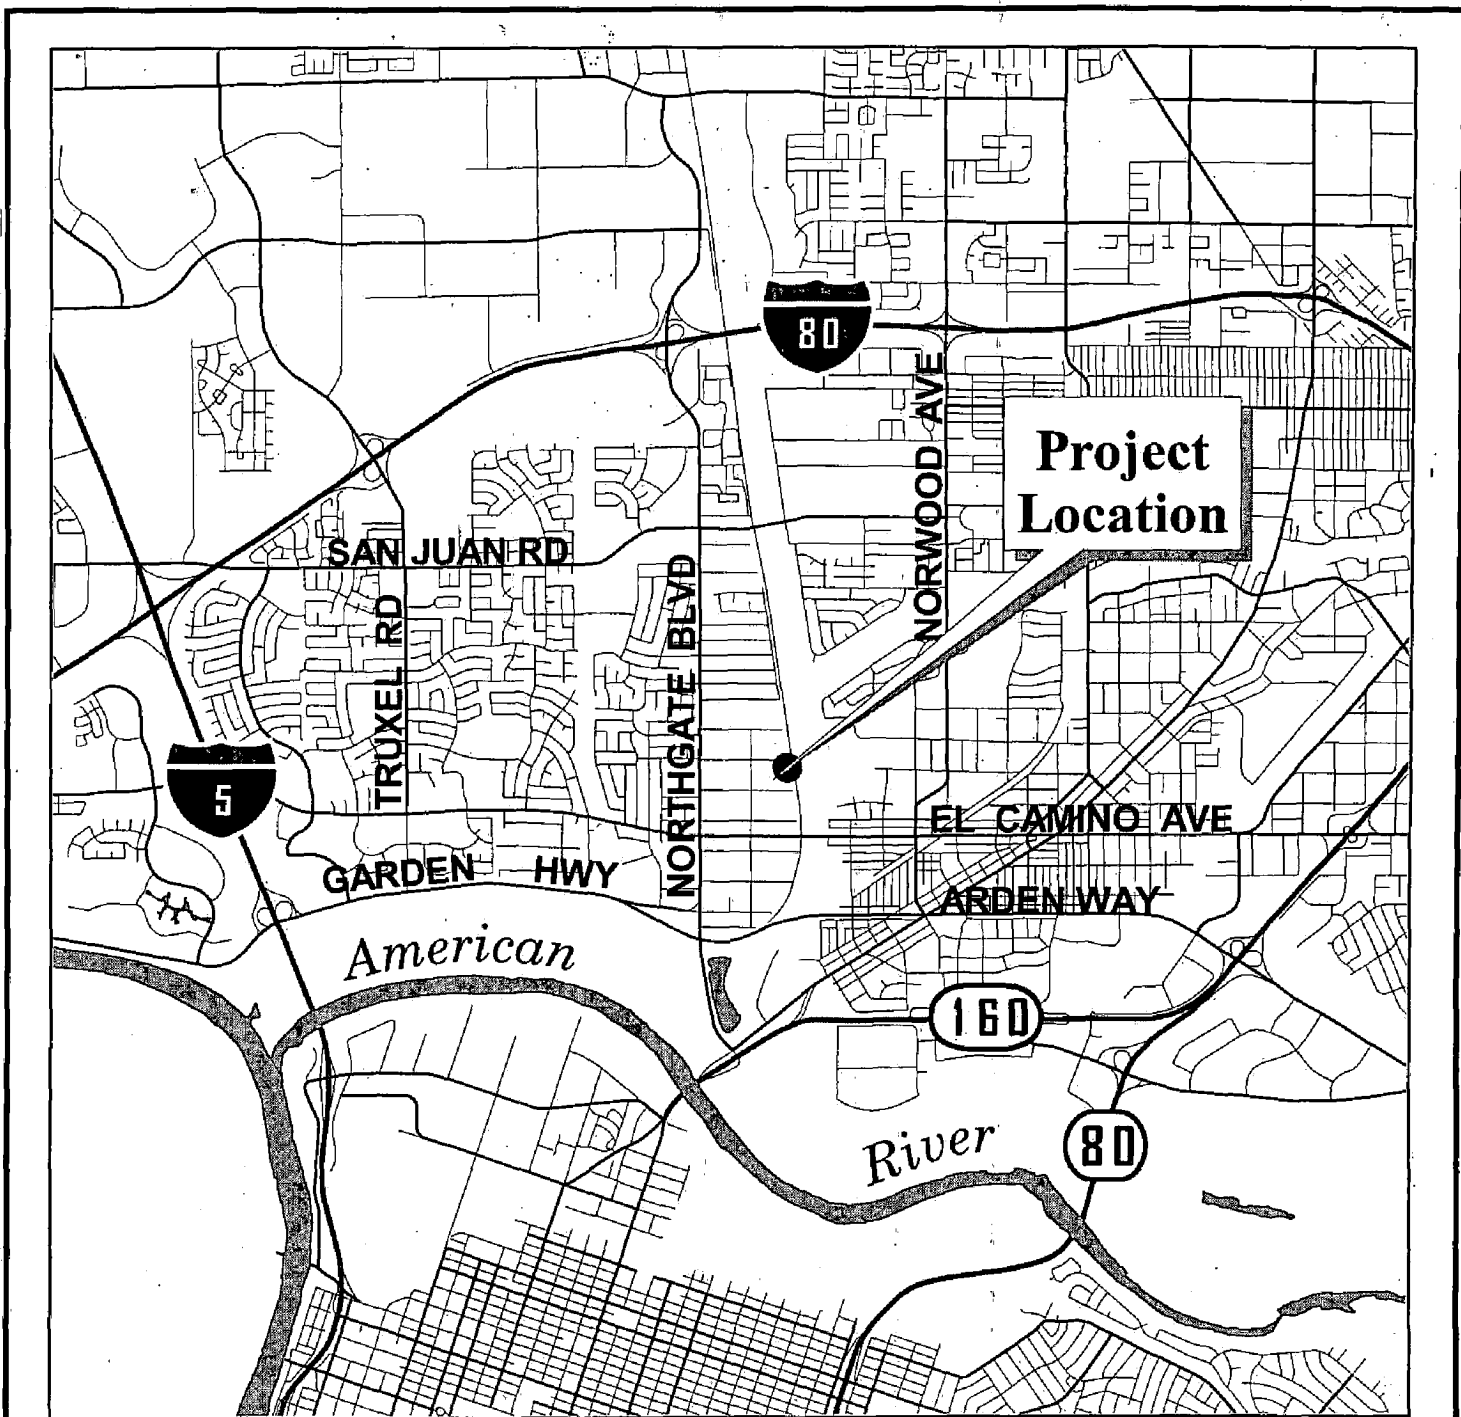 80
NORWOOD AVE
Project
Location
SAN JUAN RD
TRUXEL RD
NORTHGATE BLVD
5
EL CAMINO AVE
GARDEN HWY
ARDEN WAY
American
160
River
80